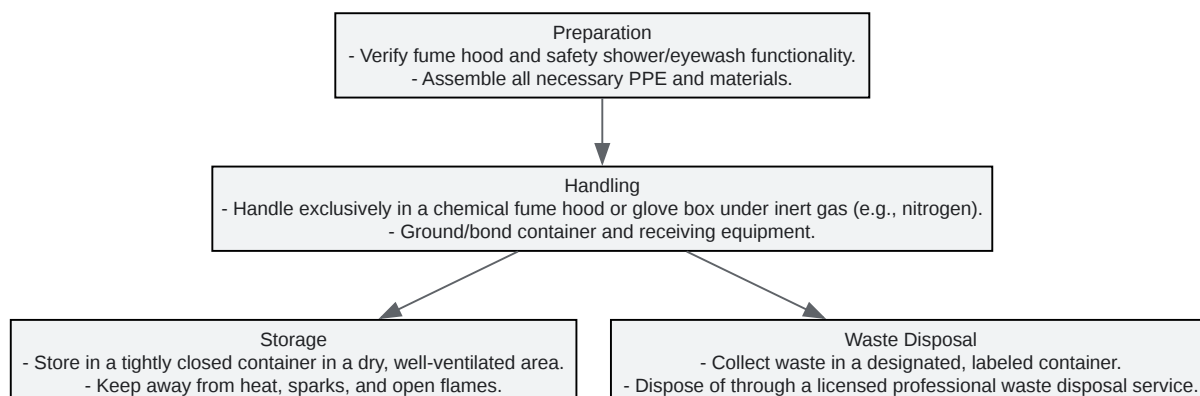 Preparation
- Verify fume hood and safety shower/eyewash functionality.
- Assemble all necessary PPE and materials.
Handling
- Handle exclusively in a chemical fume hood or glove box under inert gas (e.g., nitrogen).
- Ground/bond container and receiving equipment.
Storage
- Store in a tightly closed container in a dry, well-ventilated area.
- Keep away from heat, sparks, and open flames.
Waste Disposal
- Collect waste in a designated, labeled container.
- Dispose of through a licensed professional waste disposal service.